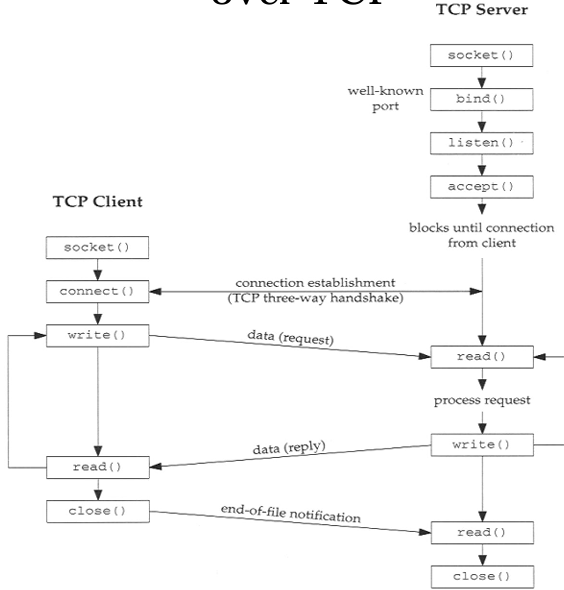 over TCP
TCP Server
socket()
well-known
port
bind()
listen()
accept()
TCP Client
blocks until connection
from client
socket()
connect()
connection establishment
(TCP three-way handshake)
write()
data (request)
read()
process request
data (reply)
write()
read()
close()
end-of-file notification
read()
close()